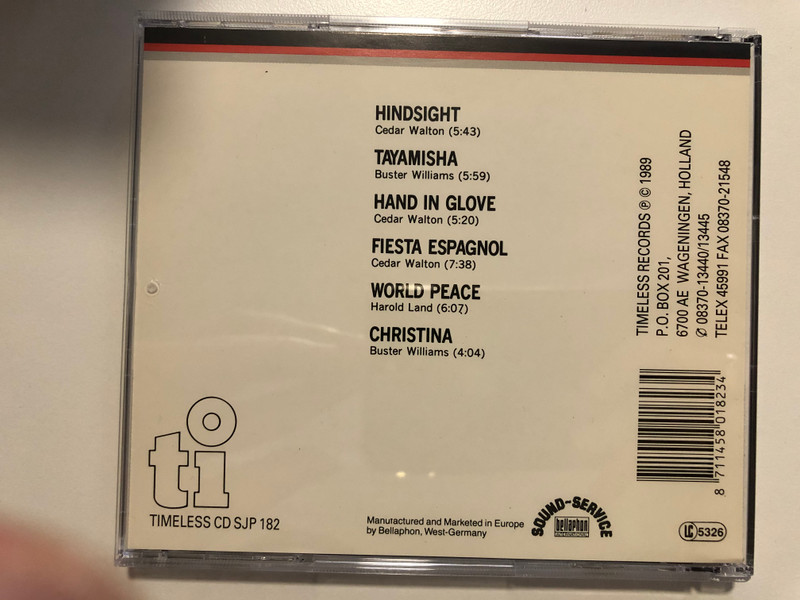 HINDSIGHT
Cedar Walton (5:43)
TAYAMISHA
Buster Williams (5:59)
HAND IN GLOVE
Cedar Walton (5:20)
FIESTA ESPAGNOL
Cedar Walton (7:38)
WORLD PEACE
Harold Land (6:07)
CHRISTINA
Buster Williams (4:04)
TIMELESS RECORDS ℗ © 1989
P.O. BOX 201,
6700 AE WAGENINGEN, HOLLAND
✆ 08370-13440/13445
TELEX 45991 FAX 08370-21548
8 711458 018234
ti
TIMELESS CD SJP 182
Manufactured and Marketed in Europe
by Bellaphon, West-Germany
SOUND-SERVICE
bellaphon
LC 5326